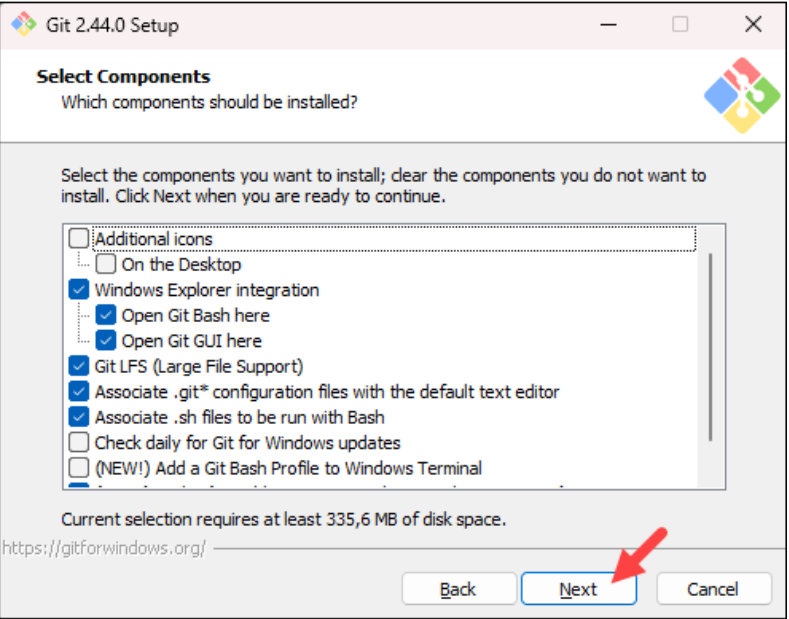 Git 2.44.0 Setup
Select Components
Which components should be installed?
Select the components you want to install; clear the components you do not want to
install. Click Next when you are ready to continue.
Additional icons
On the Desktop
Windows Explorer integration
Open Git Bash here
Open Git GUI here
Git LFS (Large File Support)
Associate .git* configuration files with the default text editor
Associate .sh files to be run with Bash
Check daily for Git for Windows updates
(NEW!) Add a Git Bash Profile to Windows Terminal
Current selection requires at least 335,6 MB of disk space.
https://gitforwindows.org/
Back
Next
Cancel